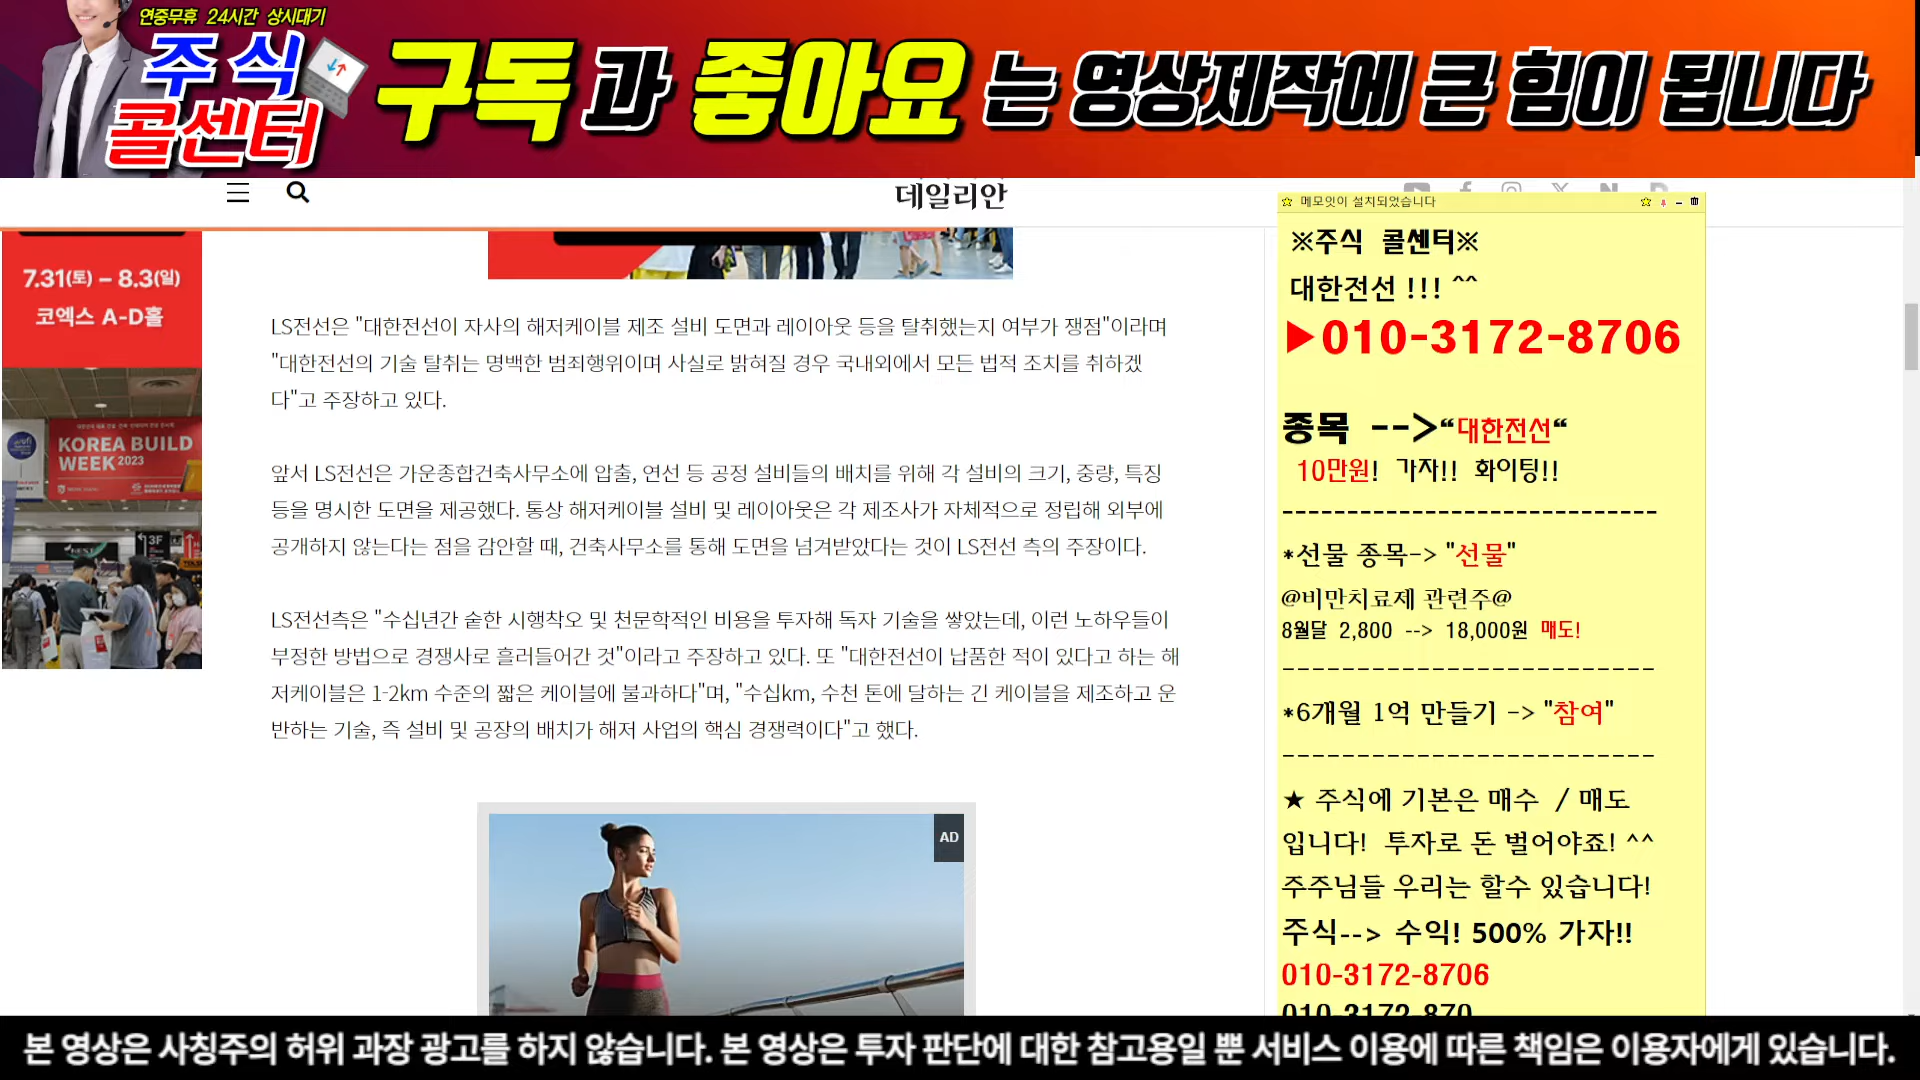 연중무휴 24시간 상시대기
주식
콜센터
구독과 좋아요는 영상제작에 큰 힘이 됩니다
데일리안
7.31(토) – 8.3(일)
코엑스 A-D홀
KOREA BUILD
WEEK 2023
3F
LS전선은 "대한전선이 자사의 해저케이블 제조 설비 도면과 레이아웃 등을 탈취했는지 여부가 쟁점"이라며
"대한전선의 기술 탈취는 명백한 범죄행위이며 사실로 밝혀질 경우 국내외에서 모든 법적 조치를 취하겠
다"고 주장하고 있다.
앞서 LS전선은 가운종합건축사무소에 압출, 연선 등 공정 설비들의 배치를 위해 각 설비의 크기, 중량, 특징
등을 명시한 도면을 제공했다. 통상 해저케이블 설비 및 레이아웃은 각 제조사가 자체적으로 정립해 외부에
공개하지 않는다는 점을 감안할 때, 건축사무소를 통해 도면을 넘겨받았다는 것이 LS전선 측의 주장이다.
LS전선측은 "수십년간 숱한 시행착오 및 천문학적인 비용을 투자해 독자 기술을 쌓았는데, 이런 노하우들이
부정한 방법으로 경쟁사로 흘러들어간 것"이라고 주장하고 있다. 또 "대한전선이 납품한 적이 있다고 하는 해
저케이블은 1-2km 수준의 짧은 케이블에 불과하다"며, "수십km, 수천 톤에 달하는 긴 케이블을 제조하고 운
반하는 기술, 즉 설비 및 공장의 배치가 해저 사업의 핵심 경쟁력이다"고 했다.
AD
메모잇이 설치되었습니다
※주식 콜센터※
대한전선 !!! ^^
▶010-3172-8706
종목 -->“대한전선“
10만원! 가자!! 화이팅!!
-----------------------------
*선물 종목-> "선물"
@비만치료제 관련주@
8월달 2,800 --> 18,000원 매도!
-------------------------
*6개월 1억 만들기 -> "참여"
-------------------------
★ 주식에 기본은 매수 / 매도
입니다! 투자로 돈 벌어야죠! ^^
주주님들 우리는 할수 있습니다!
주식--> 수익! 500% 가자!!
010-3172-8706
010-3172-870
본 영상은 사칭주의 허위 과장 광고를 하지 않습니다. 본 영상은 투자 판단에 대한 참고용일 뿐 서비스 이용에 따른 책임은 이용자에게 있습니다.